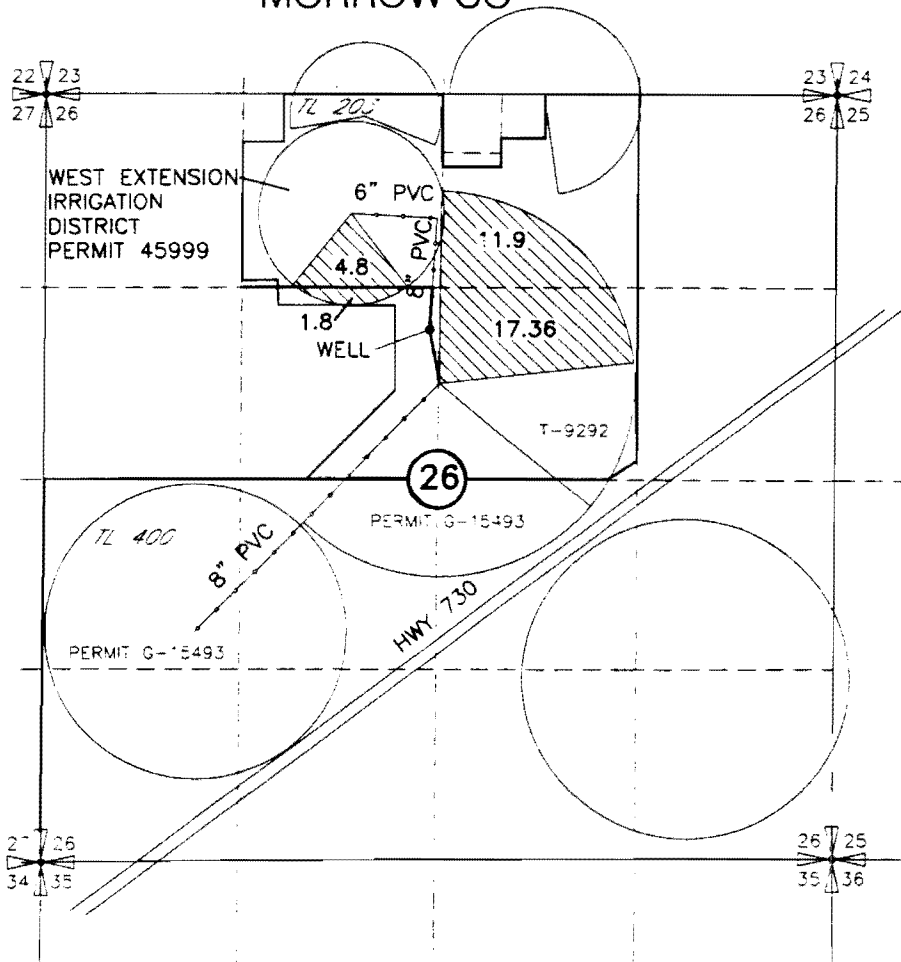 MORROW CO
22 23
27 26
23 24
26 25
TL 203
WEST EXTENSION
IRRIGATION
DISTRICT
PERMIT 45999
6" PVC
8" PVC
11.9
4.8
1.8
17.36
WELL
T-9292
26
PERMIT G-15493
TL 400
8" PVC
HWY 730
PERMIT G-15493
27 26
34 35
26 25
35 36